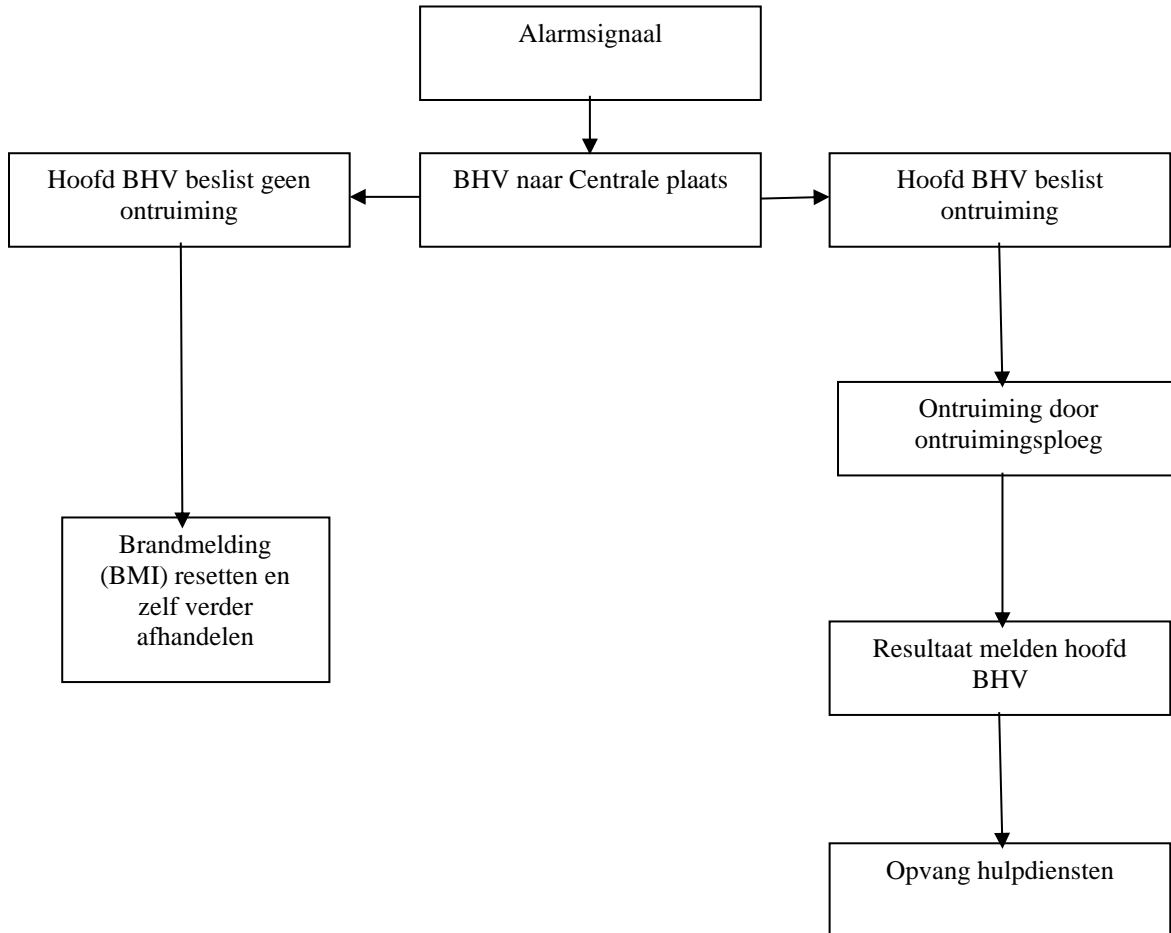 Alarmsignaal
Hoofd BHV beslist geen
ontruiming
BHV naar Centrale plaats
Hoofd BHV beslist
ontruiming
Ontruiming door
ontruimingsploeg
Brandmelding
(BMI) resetten en
zelf verder
afhandelen
Resultaat melden hoofd
BHV
Opvang hulpdiensten